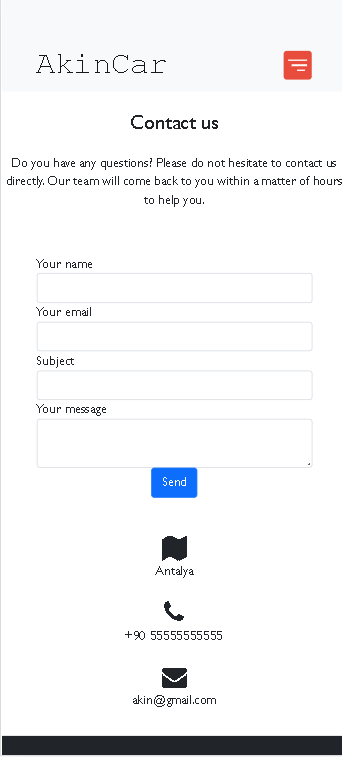 AkinCar
Contact us
Do you have any questions? Please do not hesitate to contact us
directly. Our team will come back to you within a matter of hours
to help you.
Your name
Your email
Subject
Your message
Send
Antalya
+90 55555555555
akin@gmail.com